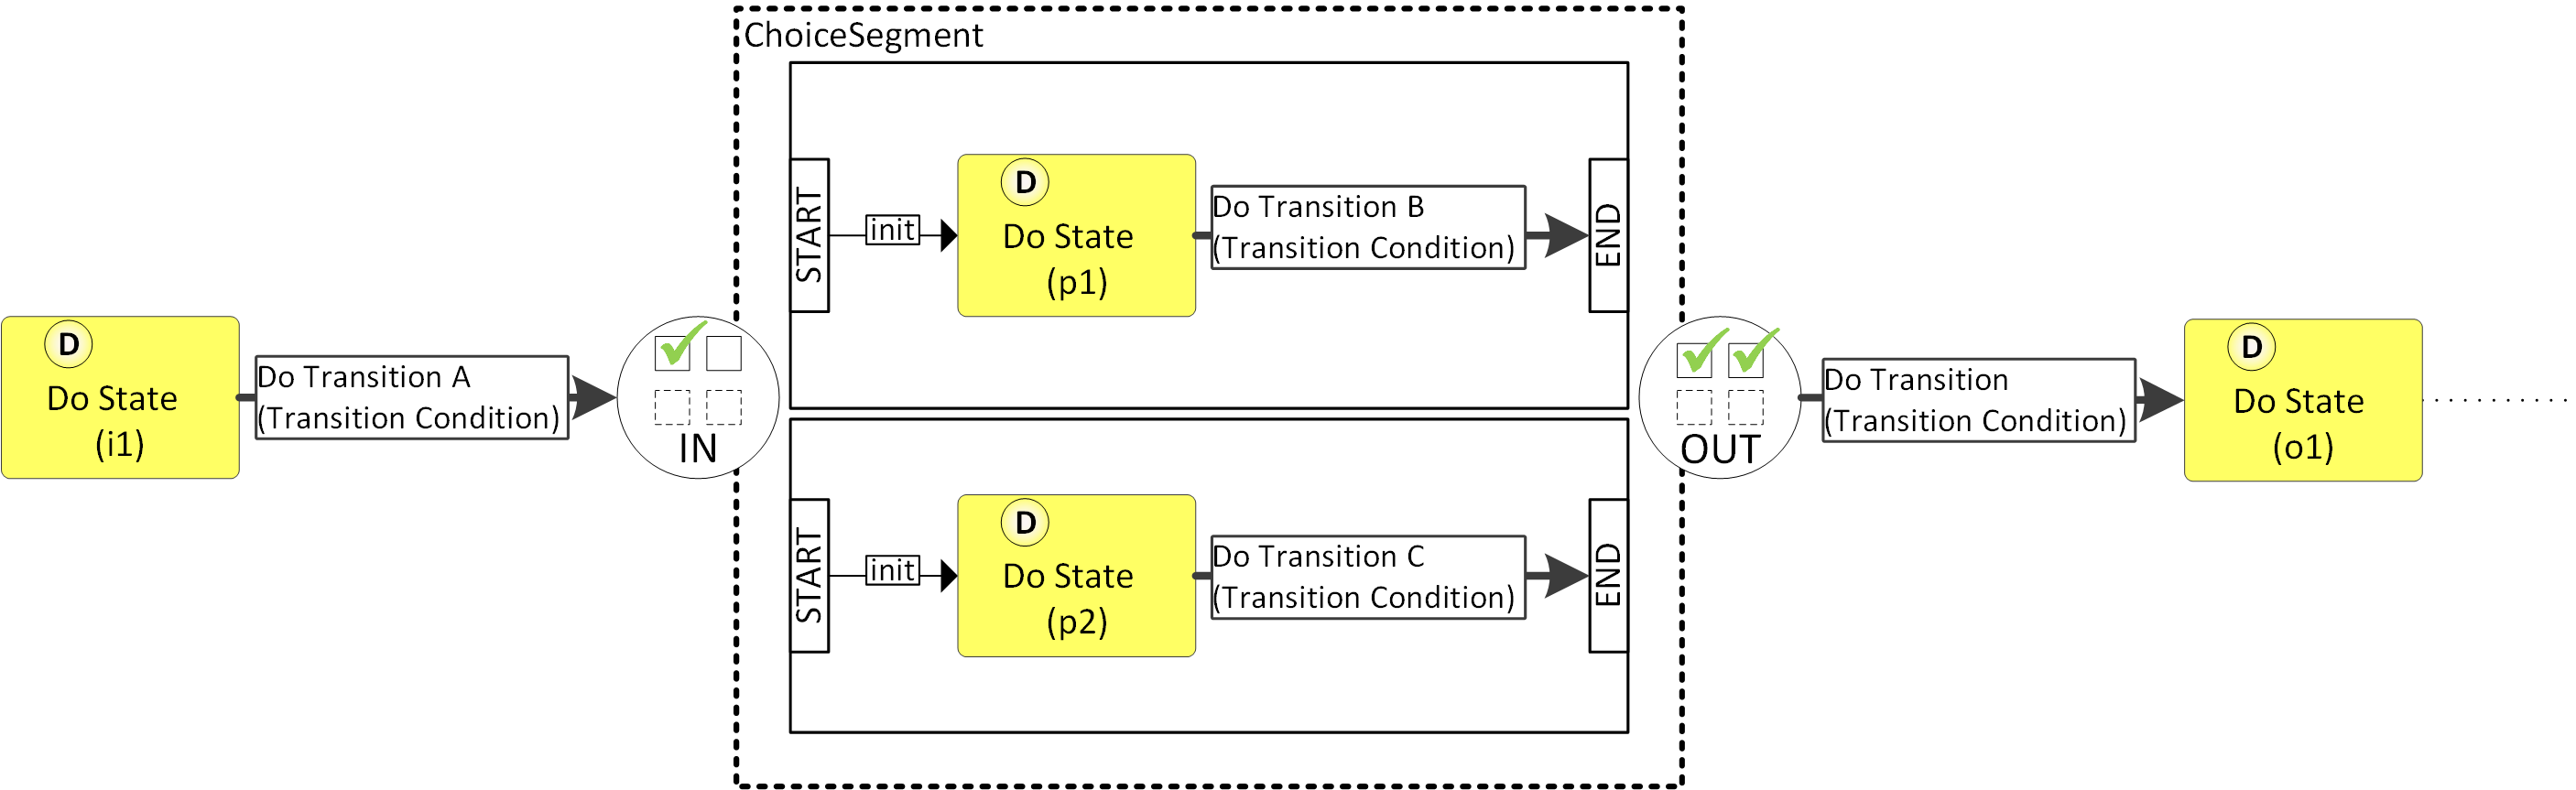 ChoiceSegment
D
Do State
(i1)
Do Transition A
(Transition Condition)
IN
START
init
D
Do State
(p1)
Do Transition B
(Transition Condition)
END
START
init
D
Do State
(p2)
Do Transition C
(Transition Condition)
END
OUT
Do Transition
(Transition Condition)
D
Do State
(o1)